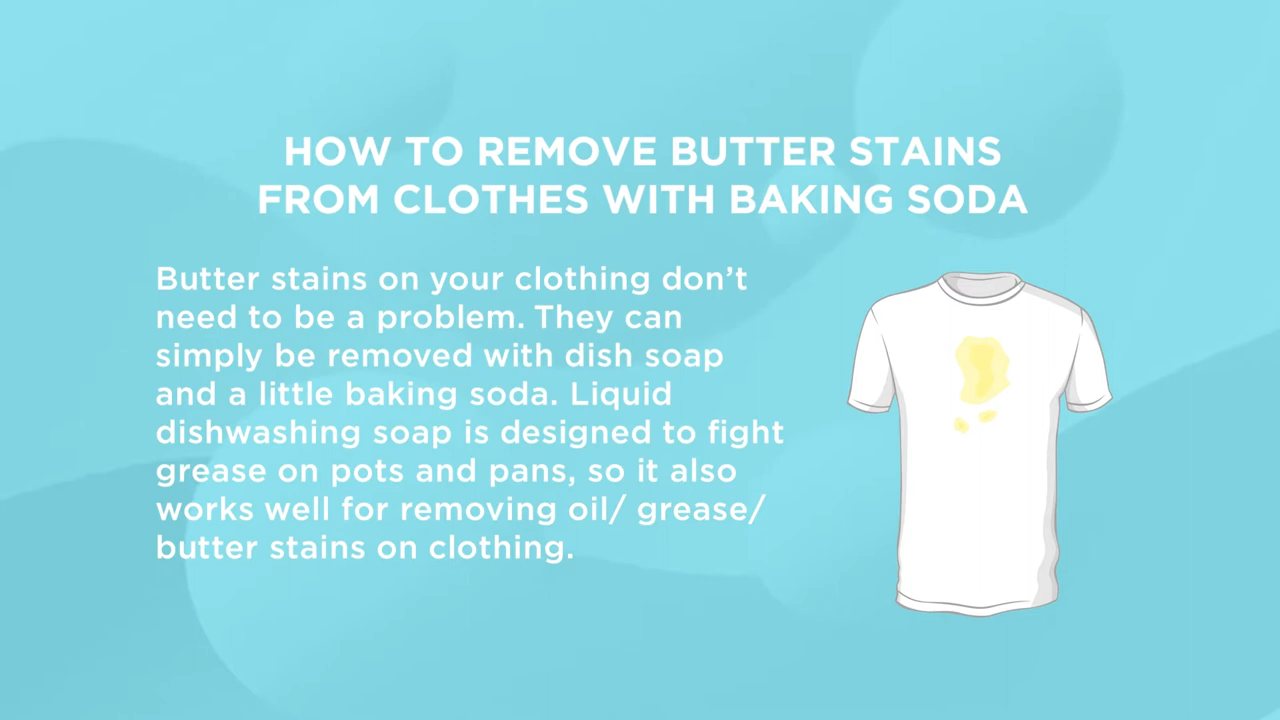 HOW TO REMOVE BUTTER STAINS
FROM CLOTHES WITH BAKING SODA
Butter stains on your clothing don’t
need to be a problem. They can
simply be removed with dish soap
and a little baking soda. Liquid
dishwashing soap is designed to fight
grease on pots and pans, so it also
works well for removing oil/ grease/
butter stains on clothing.